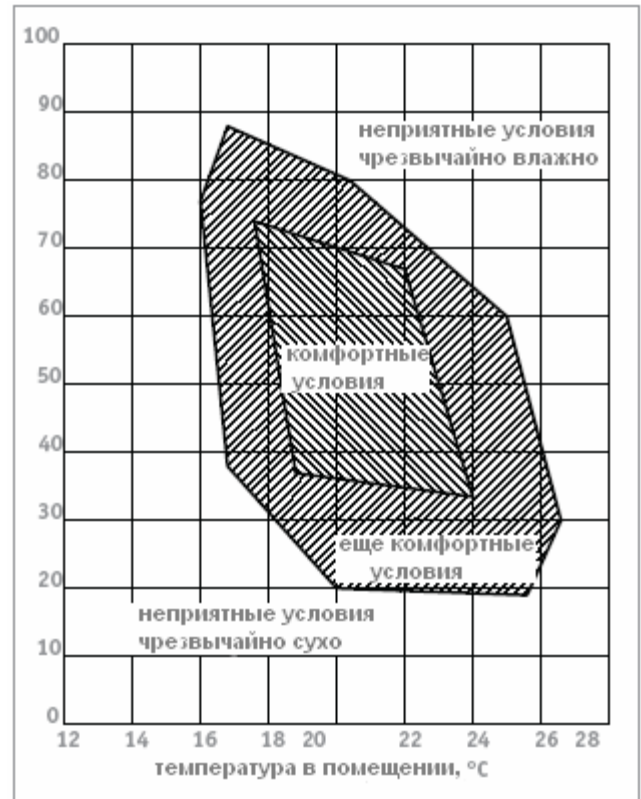 100
90
неприятные условия
чрезвычайно влажно
80
70
60
комфортные
условия
50
40
30
еще комфортные
условия
20
неприятные условия
чрезвычайно сухо
10
0
12 14 16 18 20 22 24 26 28
температура в помещении, °С